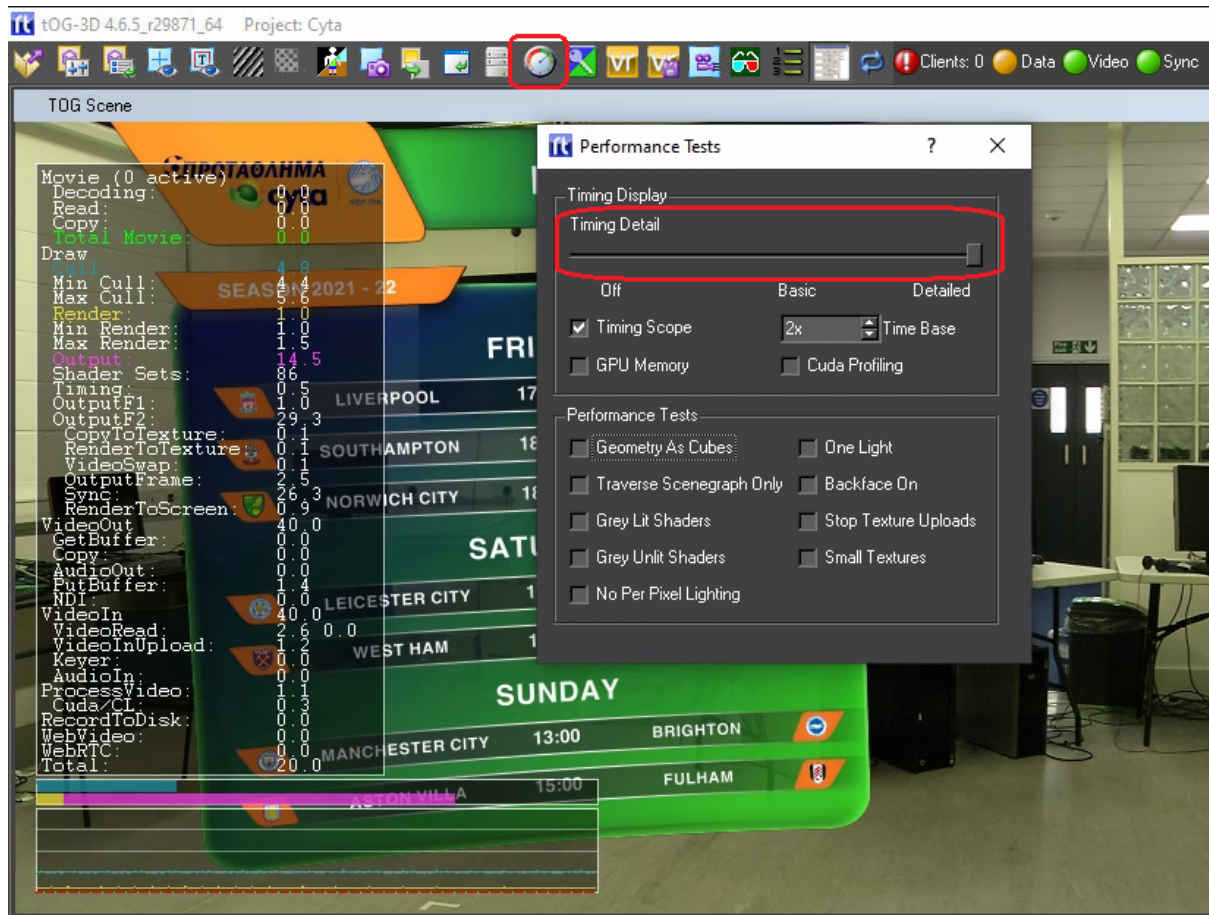 tOG-3D 4.6.5_r29871_64 Project: Cyta
Clients: 0 Data Video Sync
TOG Scene
ΠΡΩΤΑΘΛΗΜΑ
cyta
SEASON 2021 - 22
FRI
LIVERPOOL 17
SOUTHAMPTON 18
NORWICH CITY 18
SATU
LEICESTER CITY 1
WEST HAM 1
SUNDAY
MANCHESTER CITY 13:00 BRIGHTON
ASTON VILLA 15:00 FULHAM
Movie (0 active)
Decoding: 0.0
Read: 0.0
Copy: 0.0
Total Movie: 0.0
Draw
Cull 4.8
Min Cull: 4.4
Max Cull: 5.6
Render: 1.0
Min Render: 1.0
Max Render: 1.5
Output: 14.5
Shader Sets: 86
Timing: 0.5
OutputF1: 1.0
OutputF2: 29.3
CopyToTexture: 0.1
RenderToTexture: 0.1
VideoSwap: 0.1
OutputFrame: 2.5
Sync: 26.3
RenderToScreen: 0.9
VideoOut 40.0
GetBuffer: 0.0
Copy: 0.0
AudioOut: 0.0
PutBuffer: 1.4
NDI: 0.0
VideoIn 40.0
VideoRead: 2.6 0.0
VideoInUpload: 1.2
Keyer: 0.0
AudioIn: 0.0
ProcessVideo: 1.1
Cuda/CL: 0.3
RecordToDisk: 0.0
WebVideo: 0.0
WebRTC: 0.0
Total: 20.0
Performance Tests ?
Timing Display
Timing Detail
Off Basic Detailed
Timing Scope 2x Time Base
GPU Memory Cuda Profiling
Performance Tests
Geometry As Cubes One Light
Traverse Scenegraph Only Backface On
Grey Lit Shaders Stop Texture Uploads
Grey Unlit Shaders Small Textures
No Per Pixel Lighting